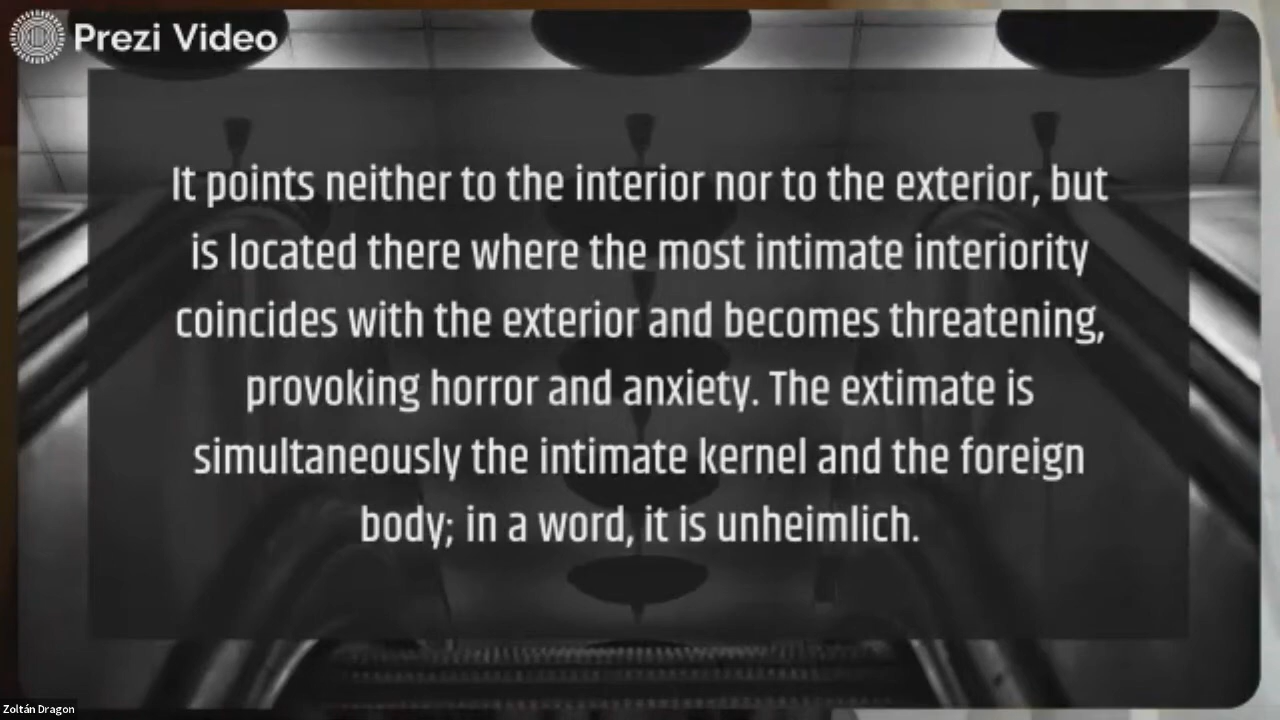 Prezi Video
It points neither to the interior nor to the exterior, but
is located there where the most intimate interiority
coincides with the exterior and becomes threatening,
provoking horror and anxiety. The extimate is
simultaneously the intimate kernel and the foreign
body; in a word, it is unheimlich.
Zoltán Dragon